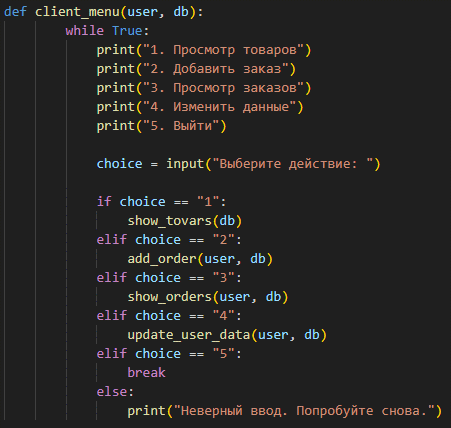 def client_menu(user, db):
        while True:
            print("1. Просмотр товаров")
            print("2. Добавить заказ")
            print("3. Просмотр заказов")
            print("4. Изменить данные")
            print("5. Выйти")

            choice = input("Выберите действие: ")

            if choice == "1":
                show_tovars(db)
            elif choice == "2":
                add_order(user, db)
            elif choice == "3":
                show_orders(user, db)
            elif choice == "4":
                update_user_data(user, db)
            elif choice == "5":
                break
            else:
                print("Неверный ввод. Попробуйте снова.")